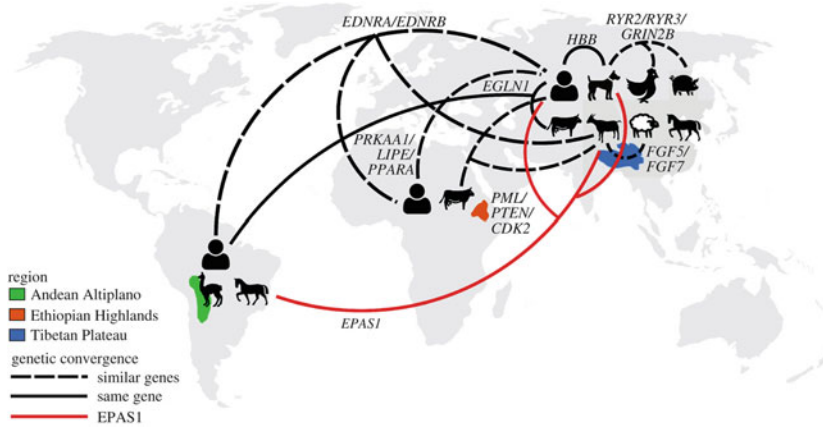 EDNRA/EDNRB
RYR2/RYR3/
GRIN2B
HBB
EGLN1
PRKAA1/
LIPE/
PPARA
FGF5/
FGF7
PML/
PTEN/
CDK2
EPAS1
region
Andean Altiplano
Ethiopian Highlands
Tibetan Plateau
genetic convergence
similar genes
same gene
EPAS1